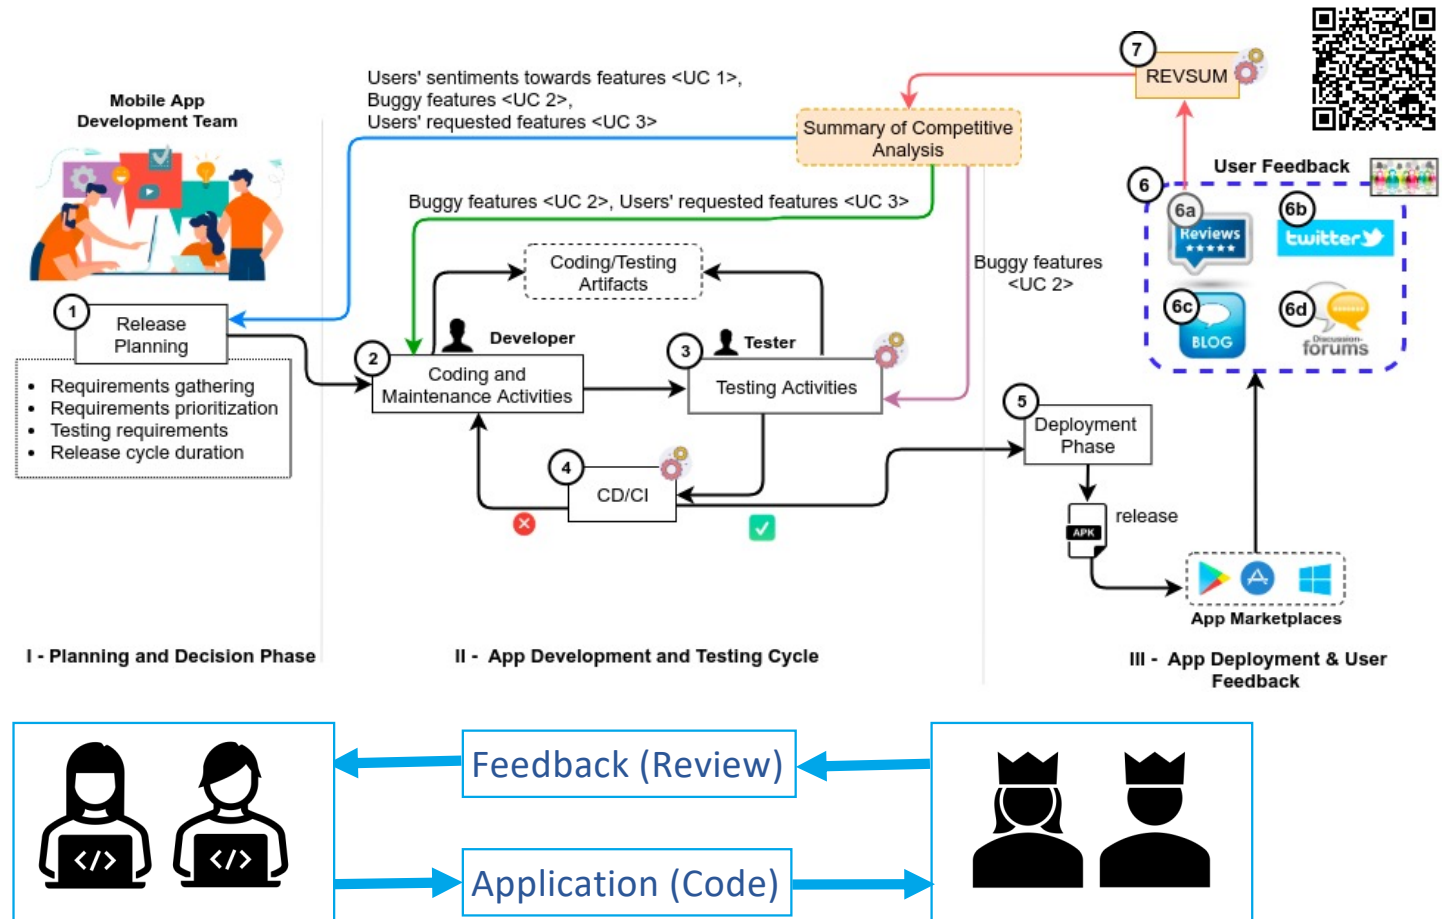 7
REVSUM
Users' sentiments towards features <UC 1>,
Buggy features <UC 2>,
Users' requested features <UC 3>
Mobile App
Development Team
Summary of Competitive
Analysis
User Feedback
6
6a
Reviews
6b
twitter
6c
BLOG
6d
Discussion-
forums
Buggy features <UC 2>, Users' requested features <UC 3>
Coding/Testing
Artifacts
Buggy features
<UC 2>
1
Release
Planning
• Requirements gathering
• Requirements prioritization
• Testing requirements
• Release cycle duration
Developer
2
Coding and
Maintenance Activities
Tester
3
Testing Activities
4
CD/CI
5
Deployment
Phase
APK
release
App Marketplaces
I - Planning and Decision Phase
II - App Development and Testing Cycle
III - App Deployment & User
Feedback
Feedback (Review)
</>
</>
Application (Code)